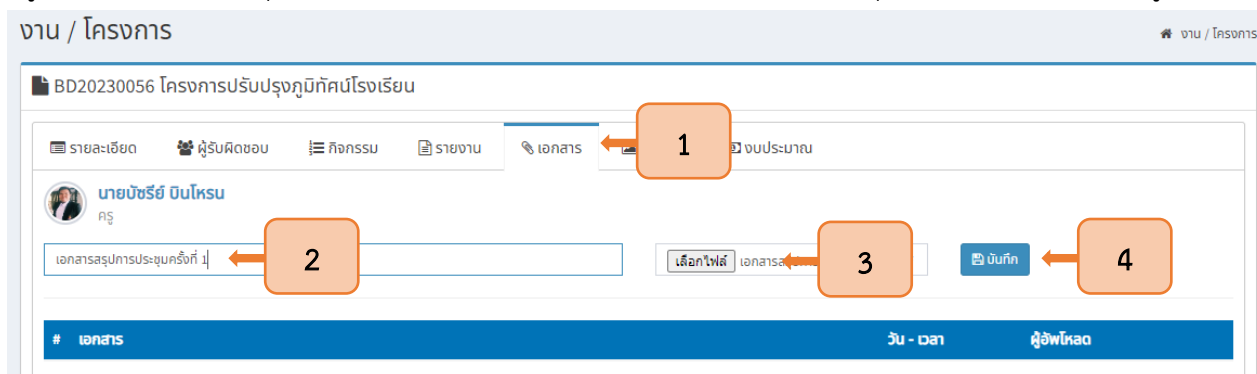 งาน / โครงการ
งาน / โครงการ
BD20230056 โครงการปรับปรุงภูมิทัศน์โรงเรียน
รายละเอียด ผู้รับผิดชอบ กิจกรรม รายงาน เอกสาร 1 งบประมาณ
นายบัซรีย์ บินโหรน
ครู
เอกสารสรุปการประชุมครั้งที่ 1 2 เลือกไฟล์ 3 บันทึก 4
# เอกสาร วัน - เวลา ผู้อัพโหลด